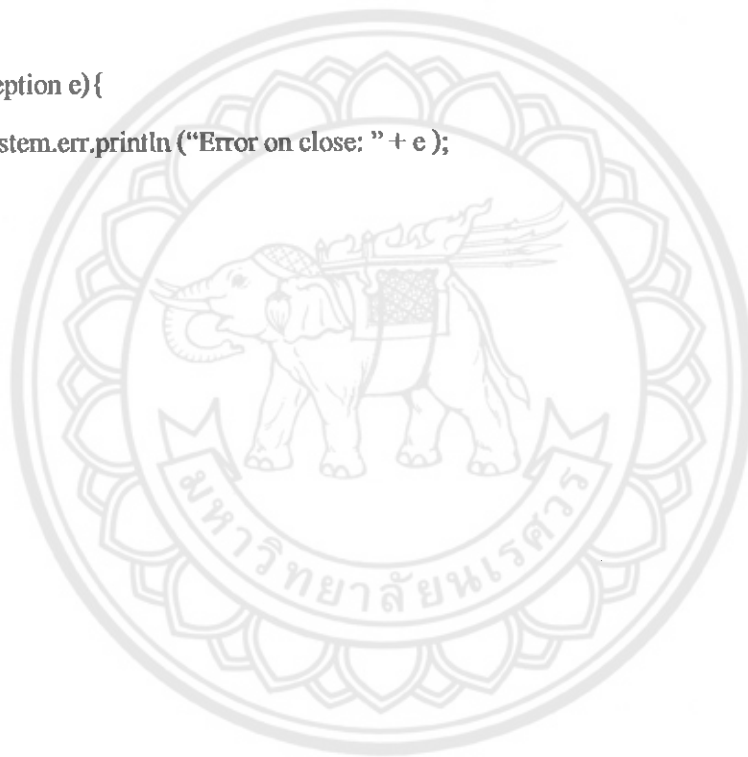 eption e){
stem.err.println (“Error on close: ” + e );
มหาวิทยาลัยนเรศวร